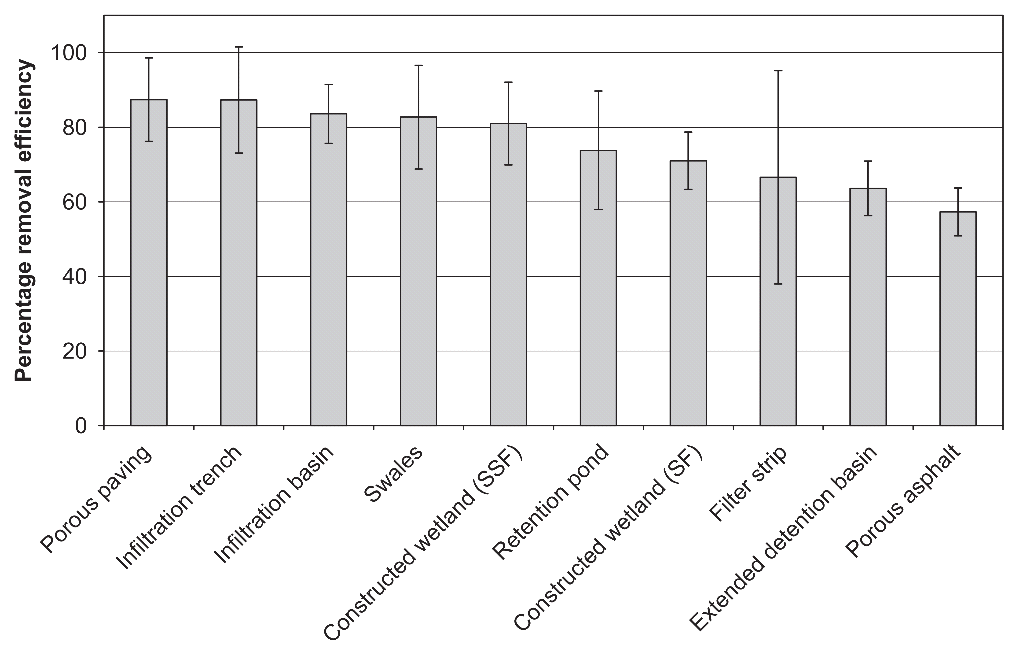 Percentage removal efficiency
100
80
60
40
20
0
Porous paving
Infiltration trench
Infiltration basin
Swales
Constructed wetland (SSF)
Retention pond
Constructed wetland (SF)
Filter strip
Extended detention basin
Porous asphalt